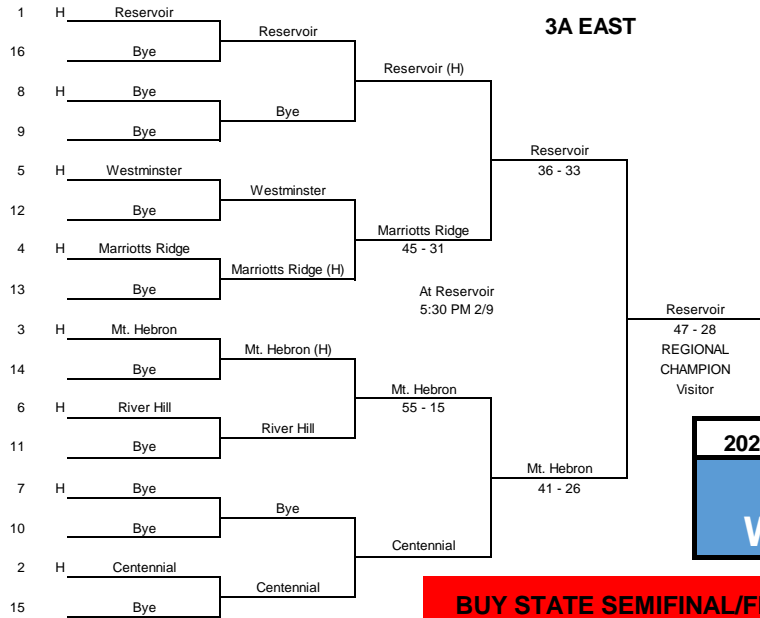 3A EAST
1 H Reservoir
Reservoir
16 Bye
Reservoir (H)
8 H Bye
Bye
9 Bye
Reservoir
36 - 33
5 H Westminster
Westminster
12 Bye
Marriotts Ridge
45 - 31
4 H Marriotts Ridge
Marriotts Ridge (H)
13 Bye
At Reservoir
5:30 PM 2/9
Reservoir
47 - 28
REGIONAL
CHAMPION
Visitor
3 H Mt. Hebron
Mt. Hebron (H)
14 Bye
Mt. Hebron
55 - 15
6 H River Hill
River Hill
11 Bye
Mt. Hebron
41 - 26
7 H Bye
Bye
10 Bye
Centennial
2 H Centennial
Centennial
15 Bye
202
W
BUY STATE SEMIFINAL/F